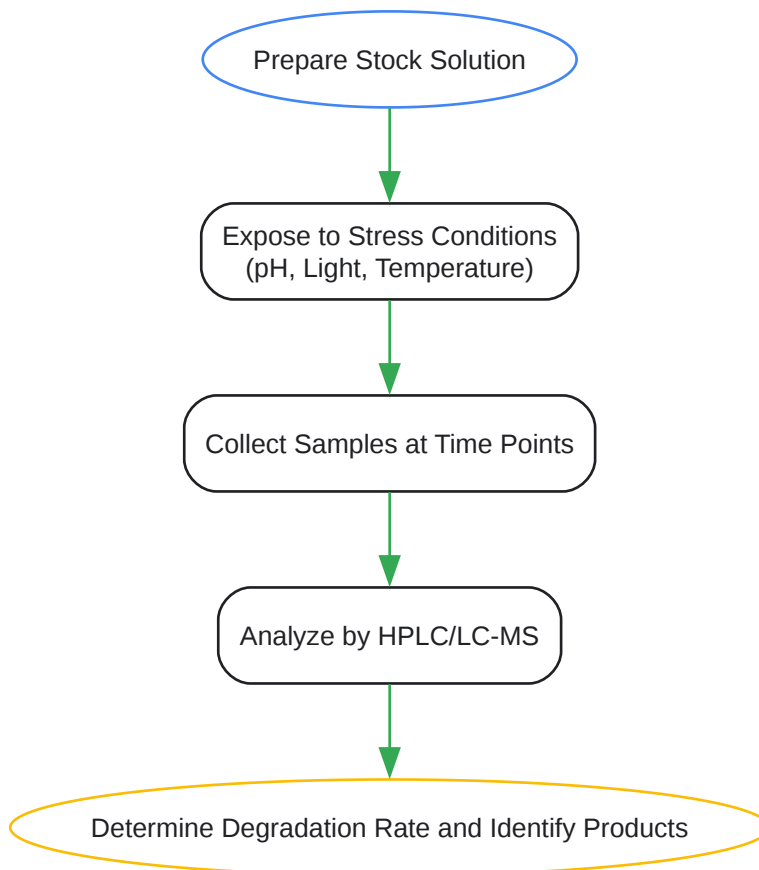 Prepare Stock Solution
Expose to Stress Conditions
(pH, Light, Temperature)
Collect Samples at Time Points
Analyze by HPLC/LC-MS
Determine Degradation Rate and Identify Products